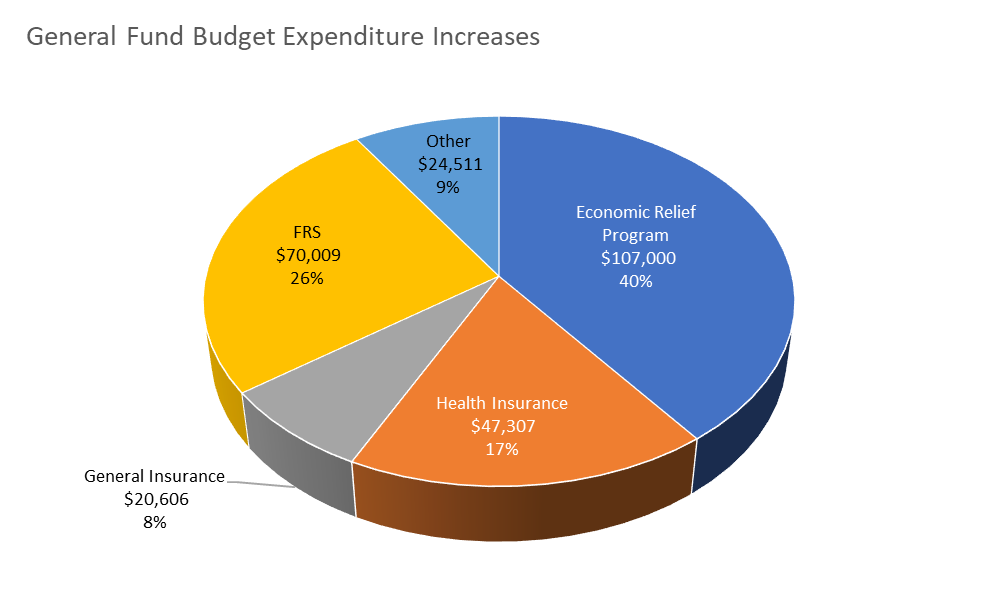 General Fund Budget Expenditure Increases
Other
$24,511
9%
Economic Relief
Program
$107,000
40%
FRS
$70,009
26%
Health Insurance
$47,307
17%
General Insurance
$20,606
8%